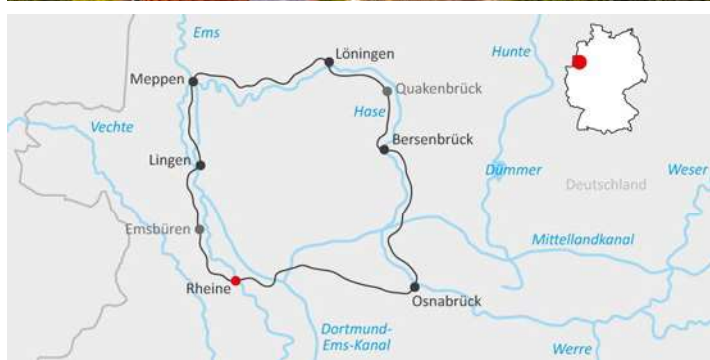 Ems
Löningen
Hunte
Meppen
Quakenbrück
Hase
Vechte
Bersenbrück
Lingen
Dümmer
Weser
Deutschland
Emsbüren
Mittellandkanal
Rheine
Osnabrück
Dortmund-
Ems-Kanal
Werre